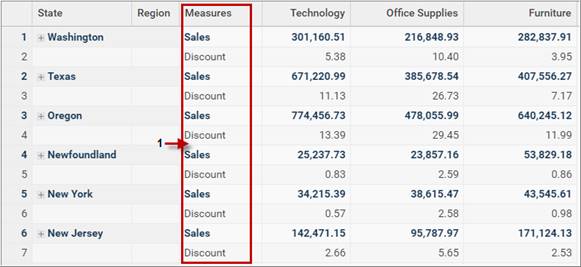 State Region Measures Technology Office Supplies Furniture
1 Washington Sales 301,160.51 216,848.93 282,837.91
2 Discount 5.38 10.40 3.95
2 Texas Sales 671,220.99 385,678.54 407,556.27
3 Discount 11.13 26.73 7.17
3 Oregon Sales 774,456.73 478,055.99 640,245.12
4 Discount 13.39 29.45 11.99
1
4 Newfoundland Sales 25,237.73 23,857.16 53,829.18
5 Discount 0.83 2.59 0.86
5 New York Sales 34,215.39 38,615.47 43,545.61
6 Discount 0.57 2.58 0.98
6 New Jersey Sales 142,471.15 95,787.97 171,124.13
7 Discount 2.66 5.65 2.53